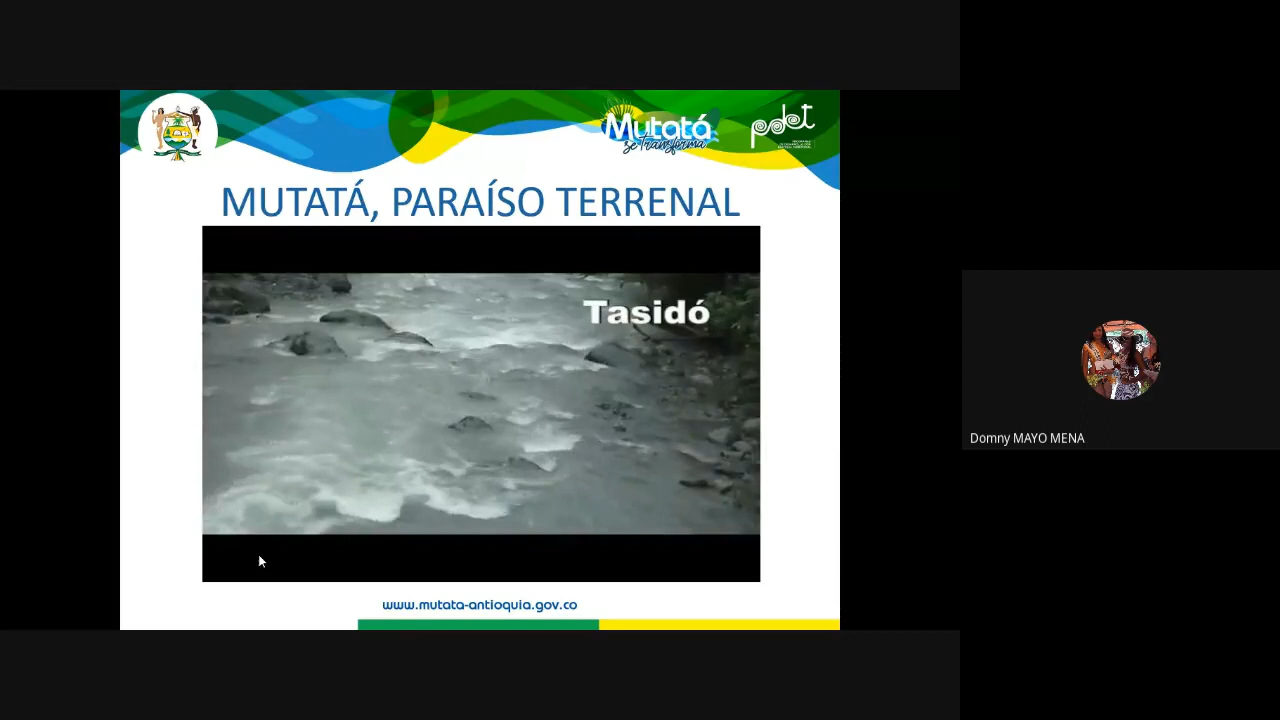 Mutatá
se transforma
pdet
MUTATÁ, PARAÍSO TERRENAL
Tasidó
Domny MAYO MENA
www.mutata-antioquia.gov.co